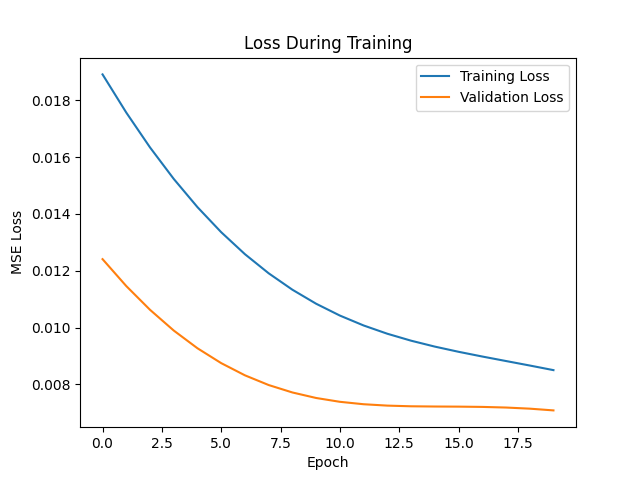 Loss During Training
Training Loss
Validation Loss
0.018
0.016
0.014
0.012
0.010
0.008
MSE Loss
0.0 2.5 5.0 7.5 10.0 12.5 15.0 17.5
Epoch